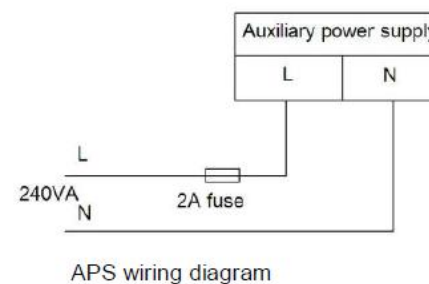 Auxiliary power supply
L N
L
240VA
2A fuse
N
APS wiring diagram